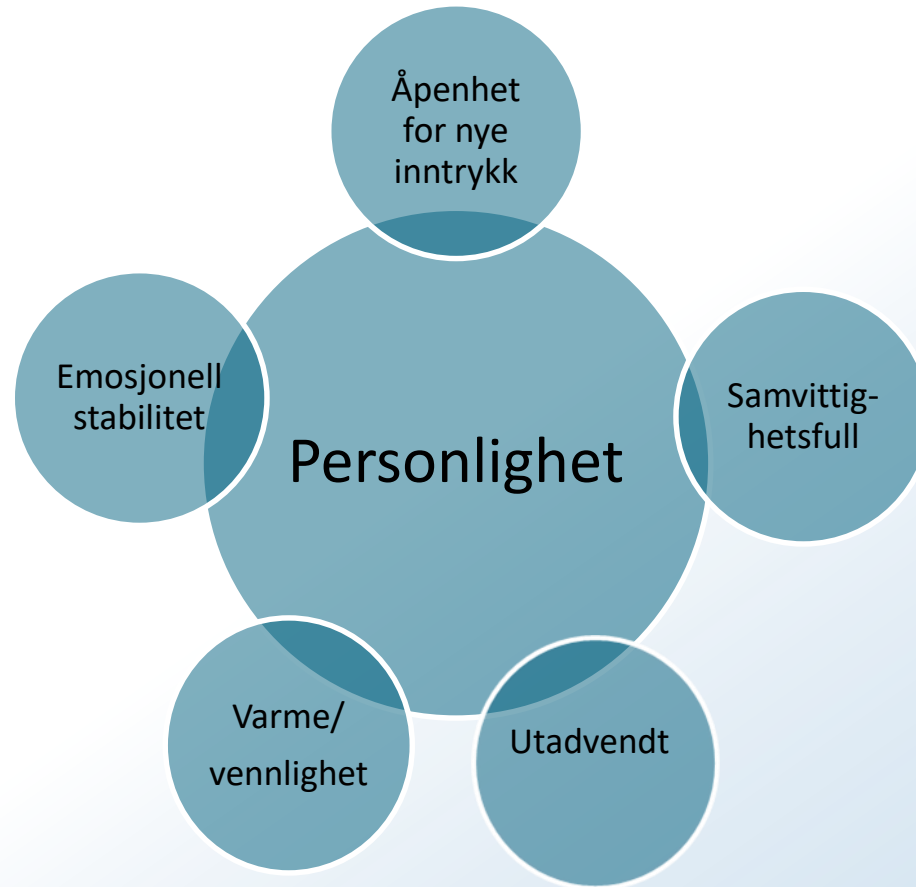 Åpenhet
for nye
inntrykk
Emosjonell
stabilitet
Samvittig-
hetsfull
Personlighet
Varme/
vennlighet
Utadvendt